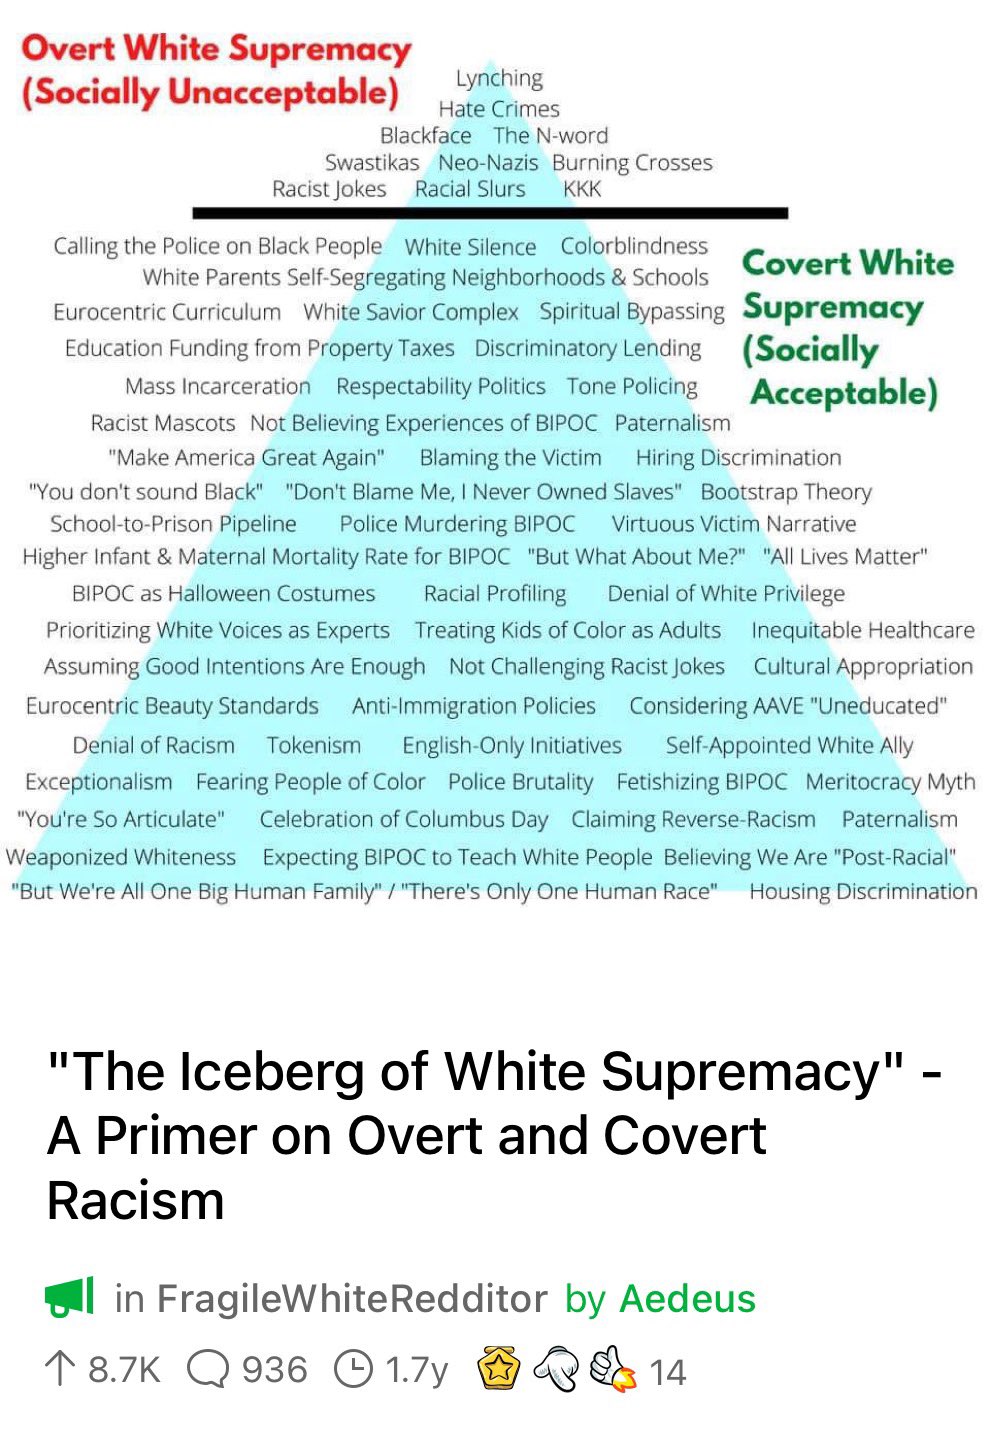 Overt White Supremacy
(Socially Unacceptable)
Lynching
Hate Crimes
Blackface The N-word
Swastikas Neo-Nazis Burning Crosses
Racist Jokes Racial Slurs KKK
Calling the Police on Black People White Silence Colorblindness
White Parents Self-Segregating Neighborhoods & Schools
Eurocentric Curriculum White Savior Complex Spiritual Bypassing
Education Funding from Property Taxes Discriminatory Lending
Mass Incarceration Respectability Politics Tone Policing
Racist Mascots Not Believing Experiences of BIPOC Paternalism
Covert White
Supremacy
(Socially
Acceptable)
"Make America Great Again" Blaming the Victim Hiring Discrimination
"You don't sound Black" "Don't Blame Me, I Never Owned Slaves" Bootstrap Theory
School-to-Prison Pipeline Police Murdering BIPOC Virtuous Victim Narrative
Higher Infant & Maternal Mortality Rate for BIPOC "But What About Me?" "All Lives Matter"
BIPOC as Halloween Costumes Racial Profiling Denial of White Privilege
Prioritizing White Voices as Experts Treating Kids of Color as Adults Inequitable Healthcare
Assuming Good Intentions Are Enough Not Challenging Racist Jokes Cultural Appropriation
Eurocentric Beauty Standards Anti-Immigration Policies Considering AAVE "Uneducated"
Denial of Racism Tokenism English-Only Initiatives Self-Appointed White Ally
Exceptionalism Fearing People of Color Police Brutality Fetishizing BIPOC Meritocracy Myth
"You're So Articulate" Celebration of Columbus Day Claiming Reverse-Racism Paternalism
Weaponized Whiteness Expecting BIPOC to Teach White People Believing We Are "Post-Racial"
"But We're All One Big Human Family" / "There's Only One Human Race" Housing Discrimination
"The Iceberg of White Supremacy" -
A Primer on Overt and Covert
Racism
in FragileWhiteRedditor by Aedeus
8.7K 936 1.7y 14